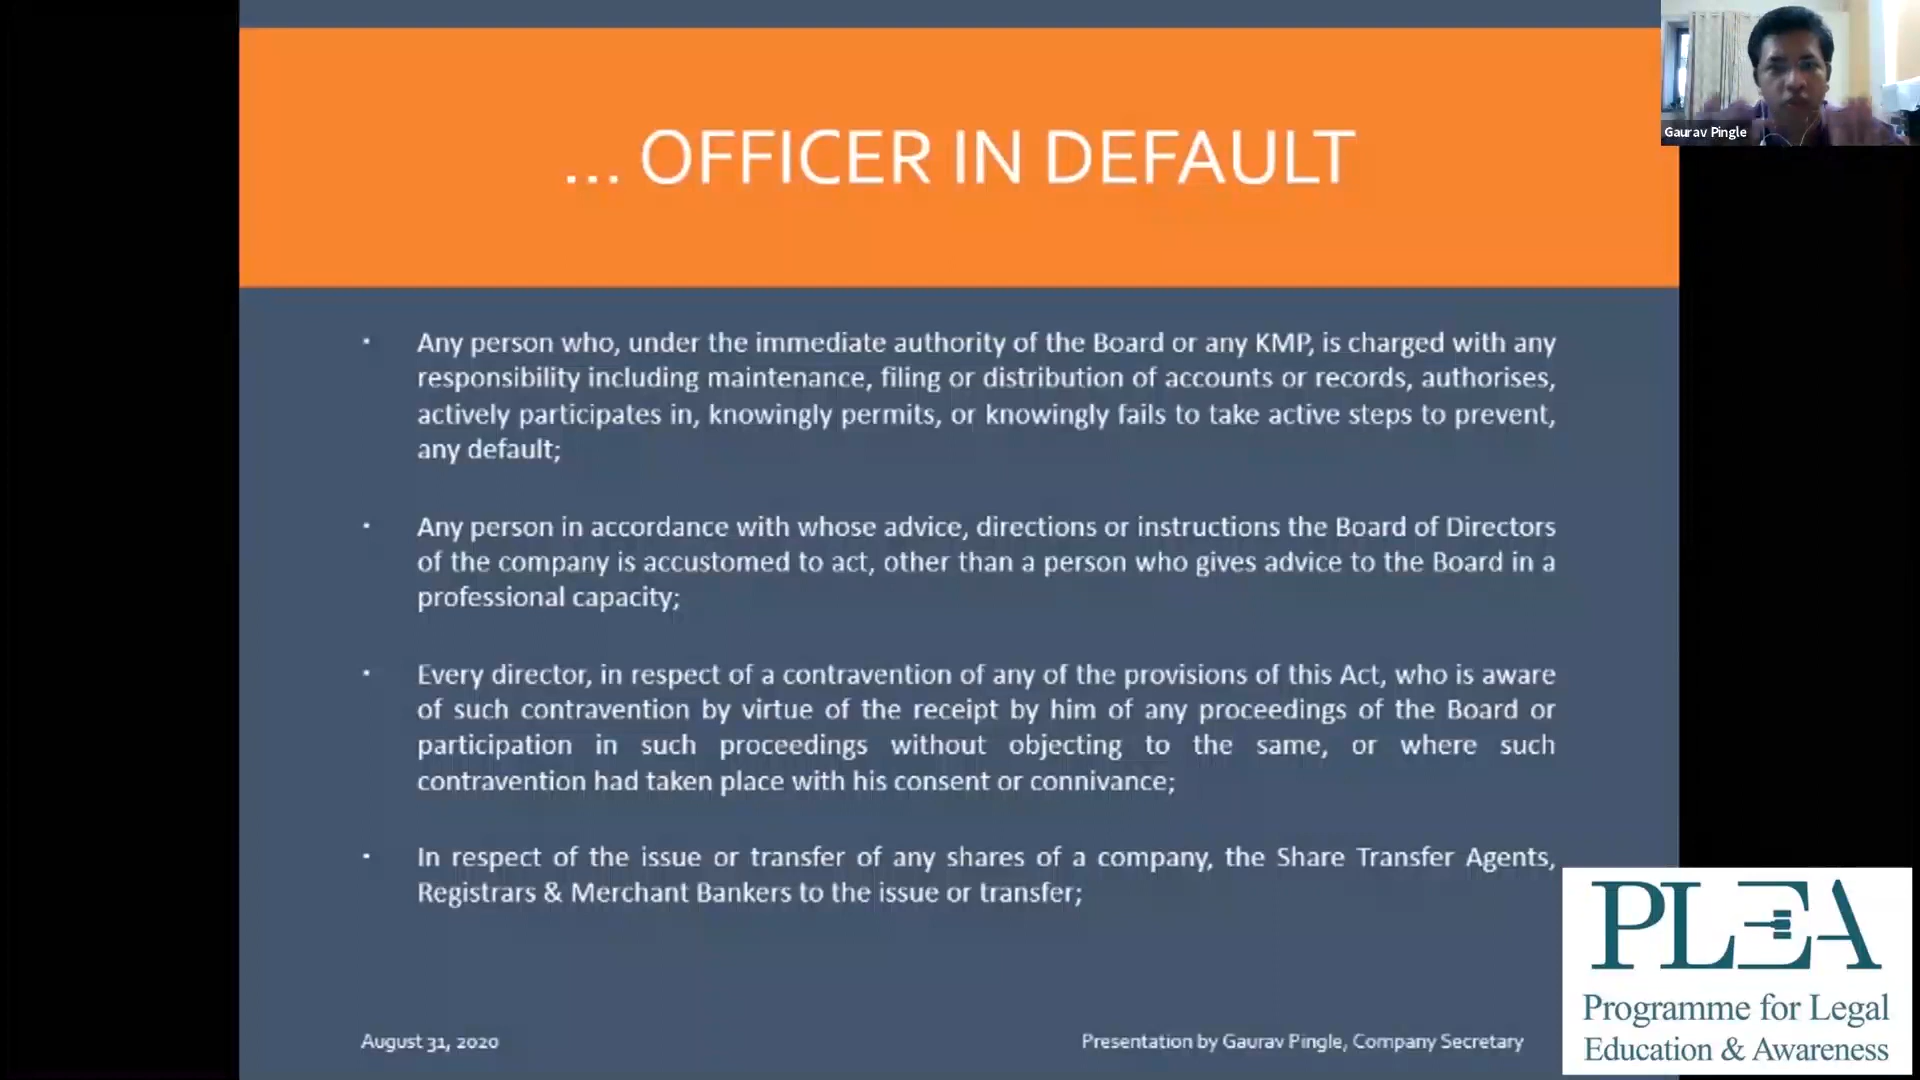 ... OFFICER IN DEFAULT
Gaurav Pingle
· Any person who, under the immediate authority of the Board or any KMP, is charged with any
responsibility including maintenance, filing or distribution of accounts or records, authorises,
actively participates in, knowingly permits, or knowingly fails to take active steps to prevent,
any default;
· Any person in accordance with whose advice, directions or instructions the Board of Directors
of the company is accustomed to act, other than a person who gives advice to the Board in a
professional capacity;
· Every director, in respect of a contravention of any of the provisions of this Act, who is aware
of such contravention by virtue of the receipt by him of any proceedings of the Board or
participation in such proceedings without objecting to the same, or where such
contravention had taken place with his consent or connivance;
· In respect of the issue or transfer of any shares of a company, the Share Transfer Agents,
Registrars & Merchant Bankers to the issue or transfer;
August 31, 2020
Presentation by Gaurav Pingle, Company Secretary
PLEA
Programme for Legal
Education & Awareness